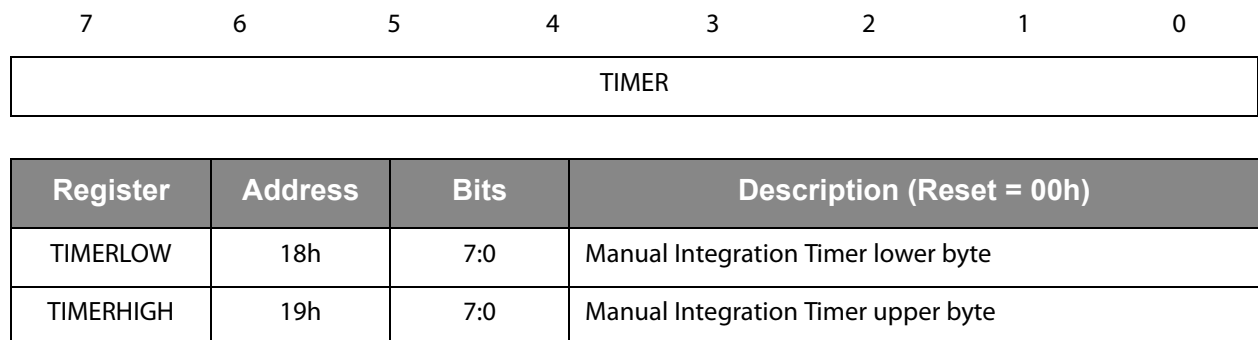 7 6 5 4 3 2 1 0
TIMER
Register Address Bits Description (Reset = 00h)
TIMERLOW 18h 7:0 Manual Integration Timer lower byte
TIMERHIGH 19h 7:0 Manual Integration Timer upper byte